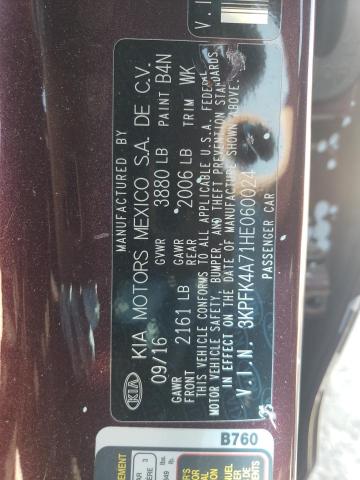 MANUFACTURED BY
KIA KIA MOTORS MEXICO S.A. DE C.V.
09/16 GVWR 3880 LB PAINT B4N
GAWR FRONT 2161 LB GAWR REAR 2006 LB TRIM WK
THIS VEHICLE CONFORMS TO ALL APPLICABLE U.S.A. FEDERAL
MOTOR VEHICLE SAFETY, BUMPER, AND THEFT PREVENTION STANDARDS
IN EFFECT ON THE DATE OF MANUFACTURE SHOWN ABOVE.
V.I.N. 3KPFK4A71HE060024
PASSENGER CAR
B760
V.I